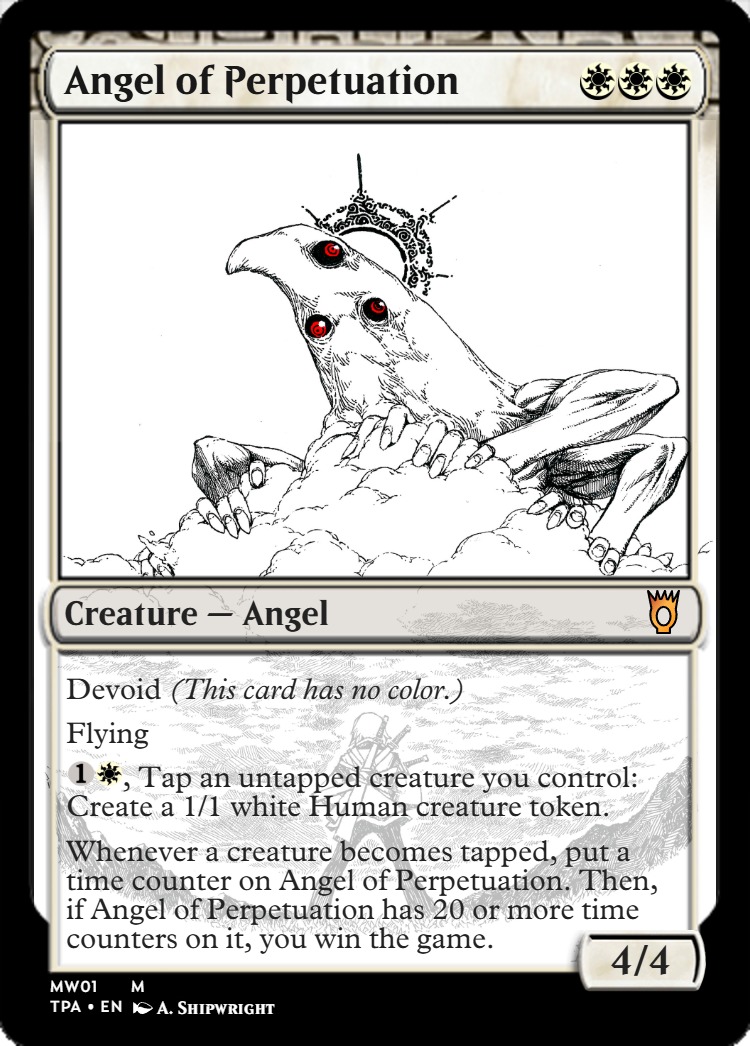 Angel of Perpetuation
Creature — Angel
Devoid (This card has no color.)
Flying
1, Tap an untapped creature you control:
Create a 1/1 white Human creature token.
Whenever a creature becomes tapped, put a
time counter on Angel of Perpetuation. Then,
if Angel of Perpetuation has 20 or more time
counters on it, you win the game.
4/4
MW01 M
TPA • EN A. Shipwright